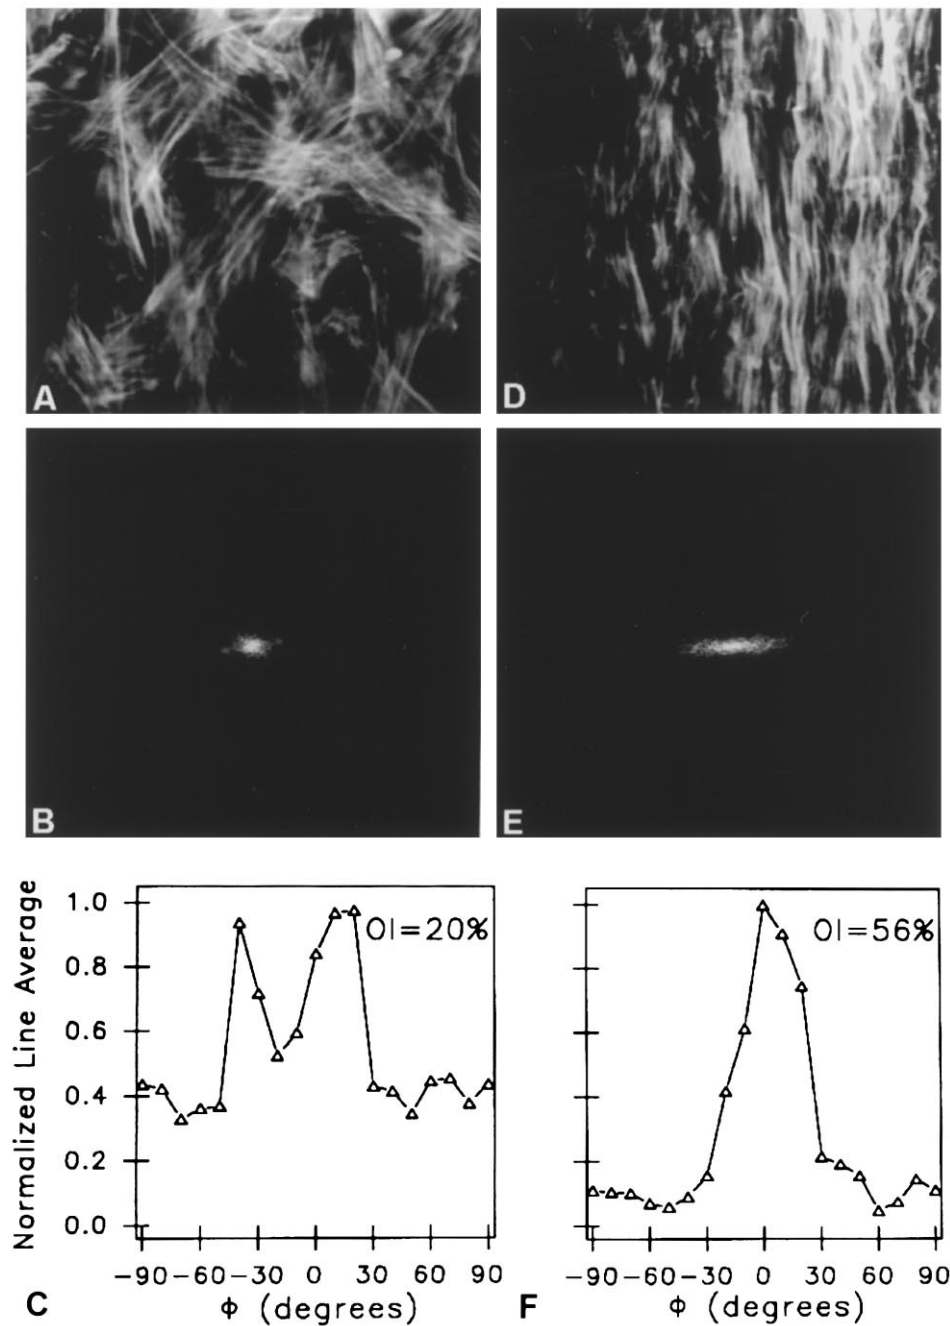 A
D
B
E
Normalized Line Average
1.0
0.8
0.6
0.4
0.2
0.0
OI=20%
OI=56%
-90 -60 -30 0 30 60 90
-90 -60 -30 0 30 60 90
C
ϕ (degrees)
F
ϕ (degrees)